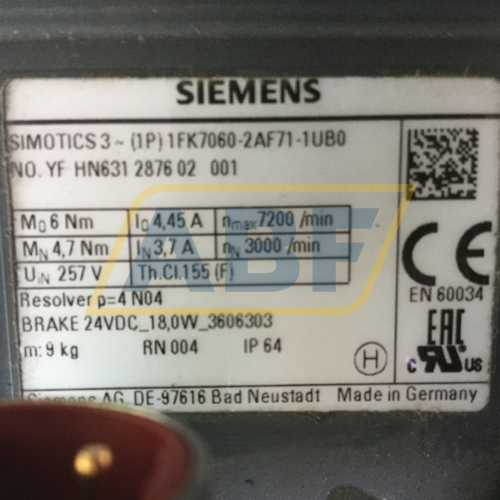 SIEMENS
SIMOTICS 3~ (1P) 1FK7060-2AF71-1UB0
NO. YF HN631 2876 02 001
M0 6 Nm I0 4,45 A nmax 7200 /min
MN 4,7 Nm IN 3,7 A nN 3000 /min
UIN 257 V Th.Cl.155 (F)
EN 60034
Resolver p=4 N04
BRAKE 24VDC_18,0W_3606303
EAC
m: 9 kg RN 004 IP 64 H
c RU US
Siemens AG, DE-97616 Bad Neustadt Made in Germany
ABF